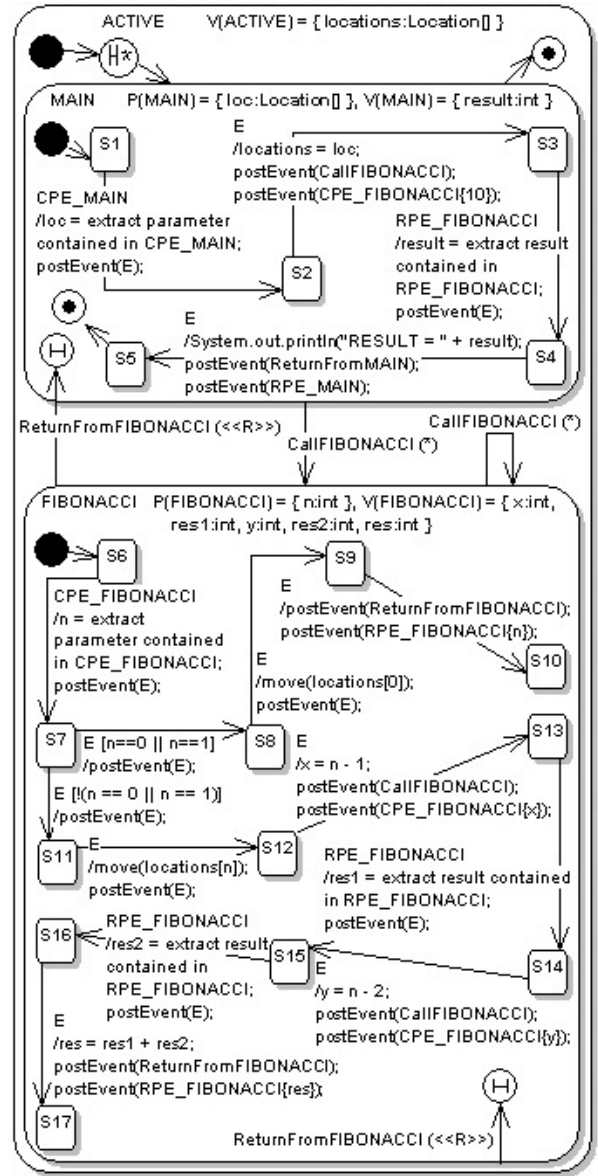 ACTIVE V(ACTIVE) = { locations:Location[] }
H*
MAIN P(MAIN) = { loc:Location[] }, V(MAIN) = { result:int }
S1
E
/locations = loc;
postEvent(CallFIBONACCI);
postEvent(CPE_FIBONACCI{10});
S3
CPE_MAIN
/loc = extract parameter
contained in CPE_MAIN;
postEvent(E);
S2
RPE_FIBONACCI
/result = extract result
contained in
RPE_FIBONACCI;
postEvent(E);
H
S5
E
/System.out.println("RESULT = " + result);
postEvent(ReturnFromMAIN);
postEvent(RPE_MAIN);
S4
ReturnFromFIBONACCI (<<R>>)
CallFIBONACCI (*)
CallFIBONACCI (*)
FIBONACCI P(FIBONACCI) = { n:int }, V(FIBONACCI) = { x:int,
res1:int, y:int, res2:int, res:int }
S6
S9
CPE_FIBONACCI
/n = extract
parameter contained
in CPE_FIBONACCI;
postEvent(E);
E
/postEvent(ReturnFromFIBONACCI);
postEvent(RPE_FIBONACCI{n});
S10
E
/move(locations[0]);
postEvent(E);
S7
E [n==0 || n==1]
/postEvent(E);
S8
E [!(n == 0 || n == 1)]
/postEvent(E);
E
/x = n - 1;
postEvent(CallFIBONACCI);
postEvent(CPE_FIBONACCI{x});
S13
S11
E
/move(locations[n]);
postEvent(E);
S12
RPE_FIBONACCI
/res1 = extract result contained
in RPE_FIBONACCI;
postEvent(E);
S16
RPE_FIBONACCI
/res2 = extract result
contained in
RPE_FIBONACCI;
postEvent(E);
S15
E
/y = n - 2;
postEvent(CallFIBONACCI);
postEvent(CPE_FIBONACCI{y});
S14
E
/res = res1 + res2;
postEvent(ReturnFromFIBONACCI);
postEvent(RPE_FIBONACCI{res});
S17
H
ReturnFromFIBONACCI (<<R>>)